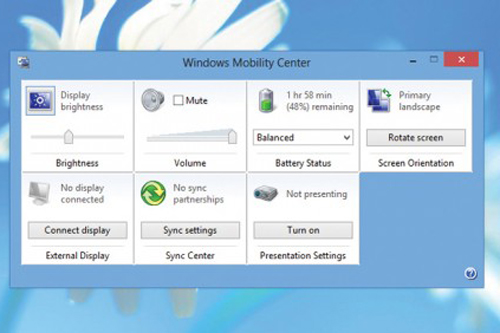 Windows Mobility Center
Display
brightness
Brightness
Mute
Volume
1 hr 58 min
(48%) remaining
Balanced
Battery Status
Primary
landscape
Rotate screen
Screen Orientation
No display
connected
Connect display
External Display
No sync
partnerships
Sync settings
Sync Center
Not presenting
Turn on
Presentation Settings